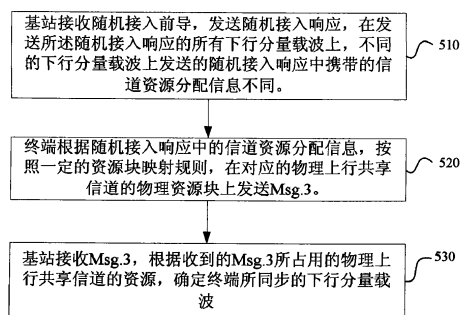 基站接收随机接入前导，发送随机接入响应，在发
送所述随机接入响应的所有下行分量载波上，不同
的下行分量载波上发送的随机接入响应中携带的信
道资源分配信息不同。
510
终端根据随机接入响应中的信道资源分配信息，按
照一定的资源块映射规则，在对应的物理上行共享
信道的物理资源块上发送Msg.3。
520
基站接收Msg.3，根据收到的Msg.3所占用的物理上
行共享信道的资源，确定终端所同步的下行分量载
波
530